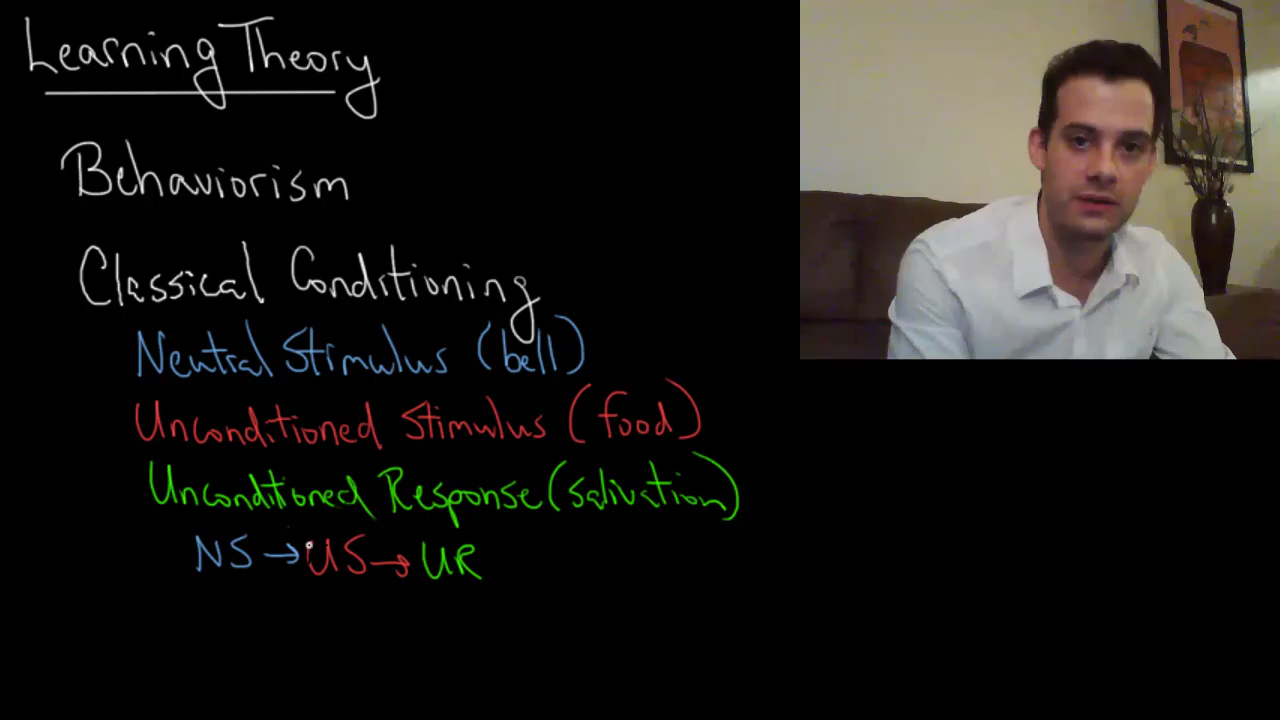 Learning Theory
Behaviorism
Classical Conditioning
Neutral Stimulus (bell)
Unconditioned Stimulus (food)
Unconditioned Response (salivation)
NS → US → UR